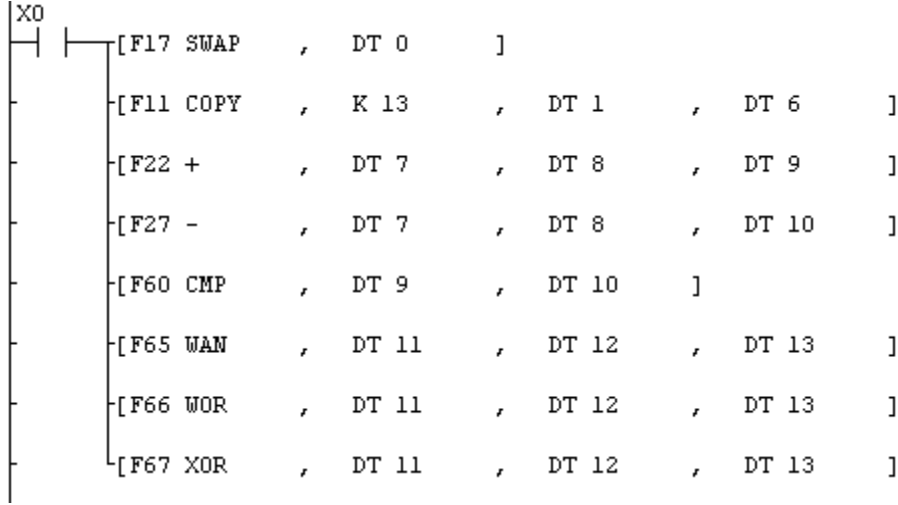 X0
[F17 SWAP , DT 0 ]
[F11 COPY , K 13 , DT 1 , DT 6 ]
[F22 + , DT 7 , DT 8 , DT 9 ]
[F27 - , DT 7 , DT 8 , DT 10 ]
[F60 CMP , DT 9 , DT 10 ]
[F65 WAN , DT 11 , DT 12 , DT 13 ]
[F66 WOR , DT 11 , DT 12 , DT 13 ]
[F67 XOR , DT 11 , DT 12 , DT 13 ]